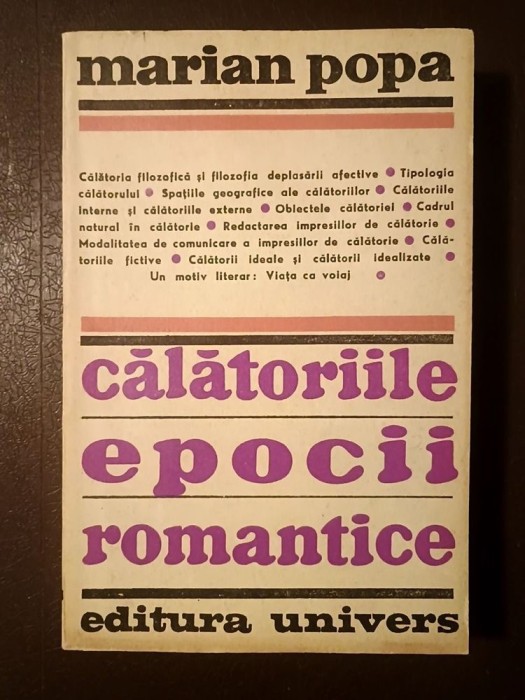 marian popa
Călătoria filozofică și filozofia deplasării afective ● Tipologia
călătorului ● Spațiile geografice ale călătoriilor ● Călătoriile
interne și călătoriile externe ● Obiectele călătoriei ● Cadrul
natural în călătorie ● Redactarea impresiilor de călătorie ●
Modalitatea de comunicare a impresiilor de călătorie ● Călă-
toriile fictive ● Călătorii ideale și călătorii idealizate ●
Un motiv literar: Viața ca voiaj ●
călătoriile
epocii
romantice
editura univers